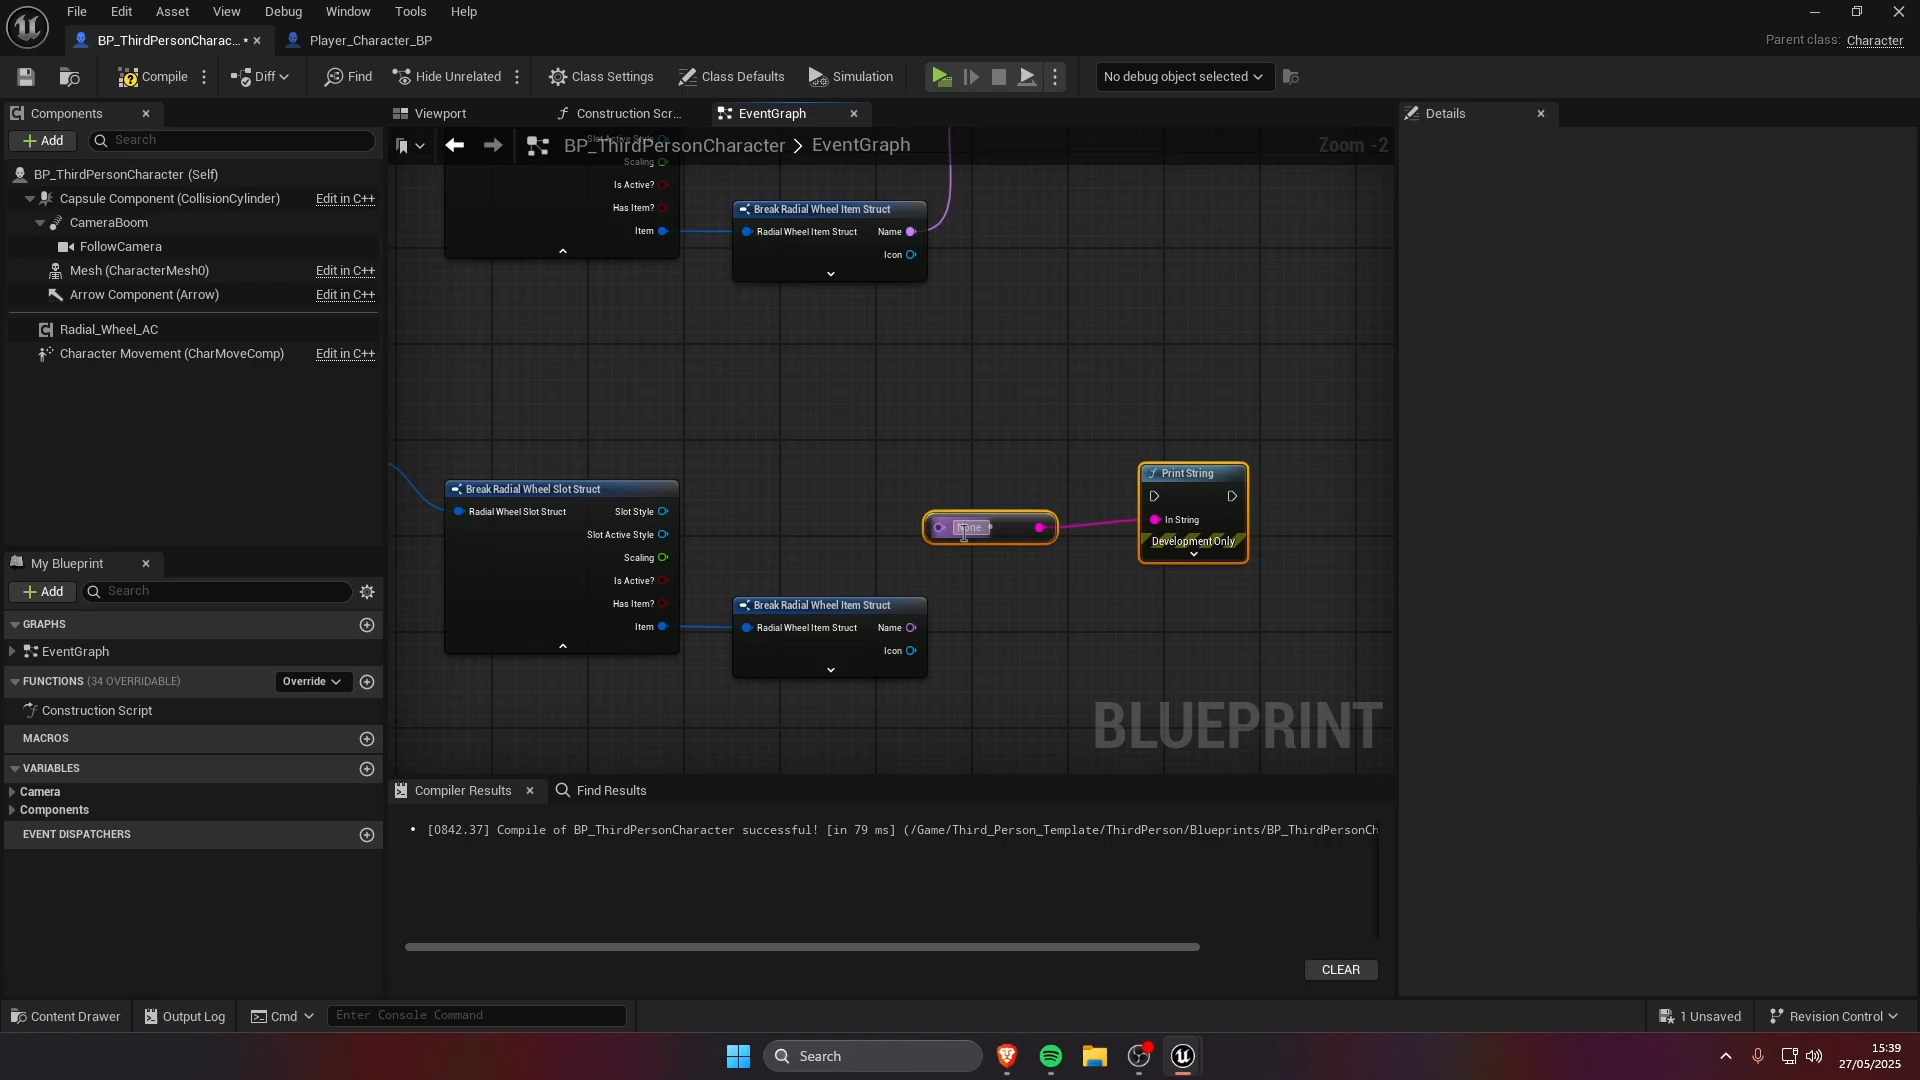 File Edit Asset View Debug Window Tools Help
BP_ThirdPersonCharac...• Player_Character_BP
Parent class: Character
Compile Diff Find Hide Unrelated Class Settings Class Defaults Simulation No debug object selected
Components Viewport Construction Scr... EventGraph Details
Add Search
BP_ThirdPersonCharacter > EventGraph Zoom -2
BP_ThirdPersonCharacter (Self)
Capsule Component (CollisionCylinder) Edit in C++
CameraBoom
FollowCamera
Mesh (CharacterMesh0) Edit in C++
Arrow Component (Arrow) Edit in C++
Radial_Wheel_AC
Character Movement (CharMoveComp) Edit in C++
Slot Active Style
Scaling
Is Active?
Has Item?
Item
Break Radial Wheel Item Struct
Radial Wheel Item Struct Name
Icon
Break Radial Wheel Slot Struct
Radial Wheel Slot Struct Slot Style
Slot Active Style
Scaling
Is Active?
Has Item?
Item
None
Print String
In String
Development Only
Break Radial Wheel Item Struct
Radial Wheel Item Struct Name
Icon
BLUEPRINT
My Blueprint
Add Search
GRAPHS
EventGraph
FUNCTIONS (34 OVERRIDABLE) Override
Construction Script
MACROS
VARIABLES
Camera
Components
EVENT DISPATCHERS
Compiler Results Find Results
[0842.37] Compile of BP_ThirdPersonCharacter successful! [in 79 ms] (/Game/Third_Person_Template/ThirdPerson/Blueprints/BP_ThirdPersonCh
CLEAR
Content Drawer Output Log Cmd Enter Console Command 1 Unsaved Revision Control
Search
15:39
27/05/2025